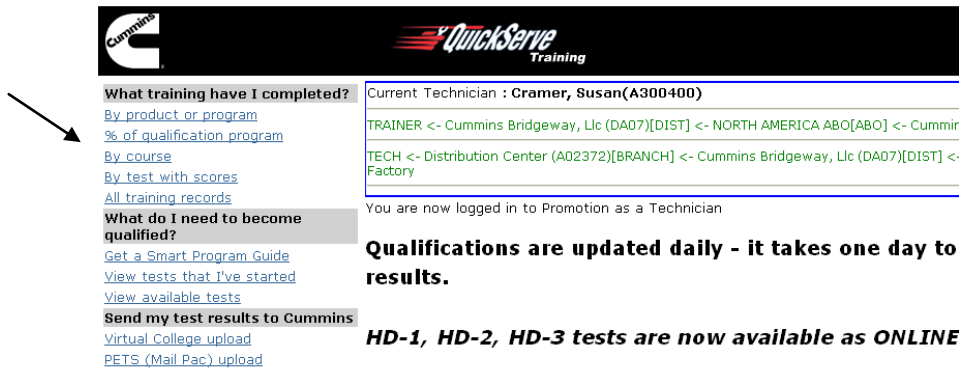 Cummins
QuickServe
Training
What training have I completed?
By product or program
% of qualification program
By course
By test with scores
All training records
What do I need to become
qualified?
Get a Smart Program Guide
View tests that I've started
View available tests
Send my test results to Cummins
Virtual College upload
PETS (Mail Pac) upload
Current Technician : Cramer, Susan(A300400)
TRAINER <- Cummins Bridgeway, Llc (DA07)[DIST] <- NORTH AMERICA ABO[ABO] <- Cummin
TECH <- Distribution Center (A02372)[BRANCH] <- Cummins Bridgeway, Llc (DA07)[DIST] <-
Factory
You are now logged in to Promotion as a Technician
Qualifications are updated daily - it takes one day to
results.
HD-1, HD-2, HD-3 tests are now available as ONLINE